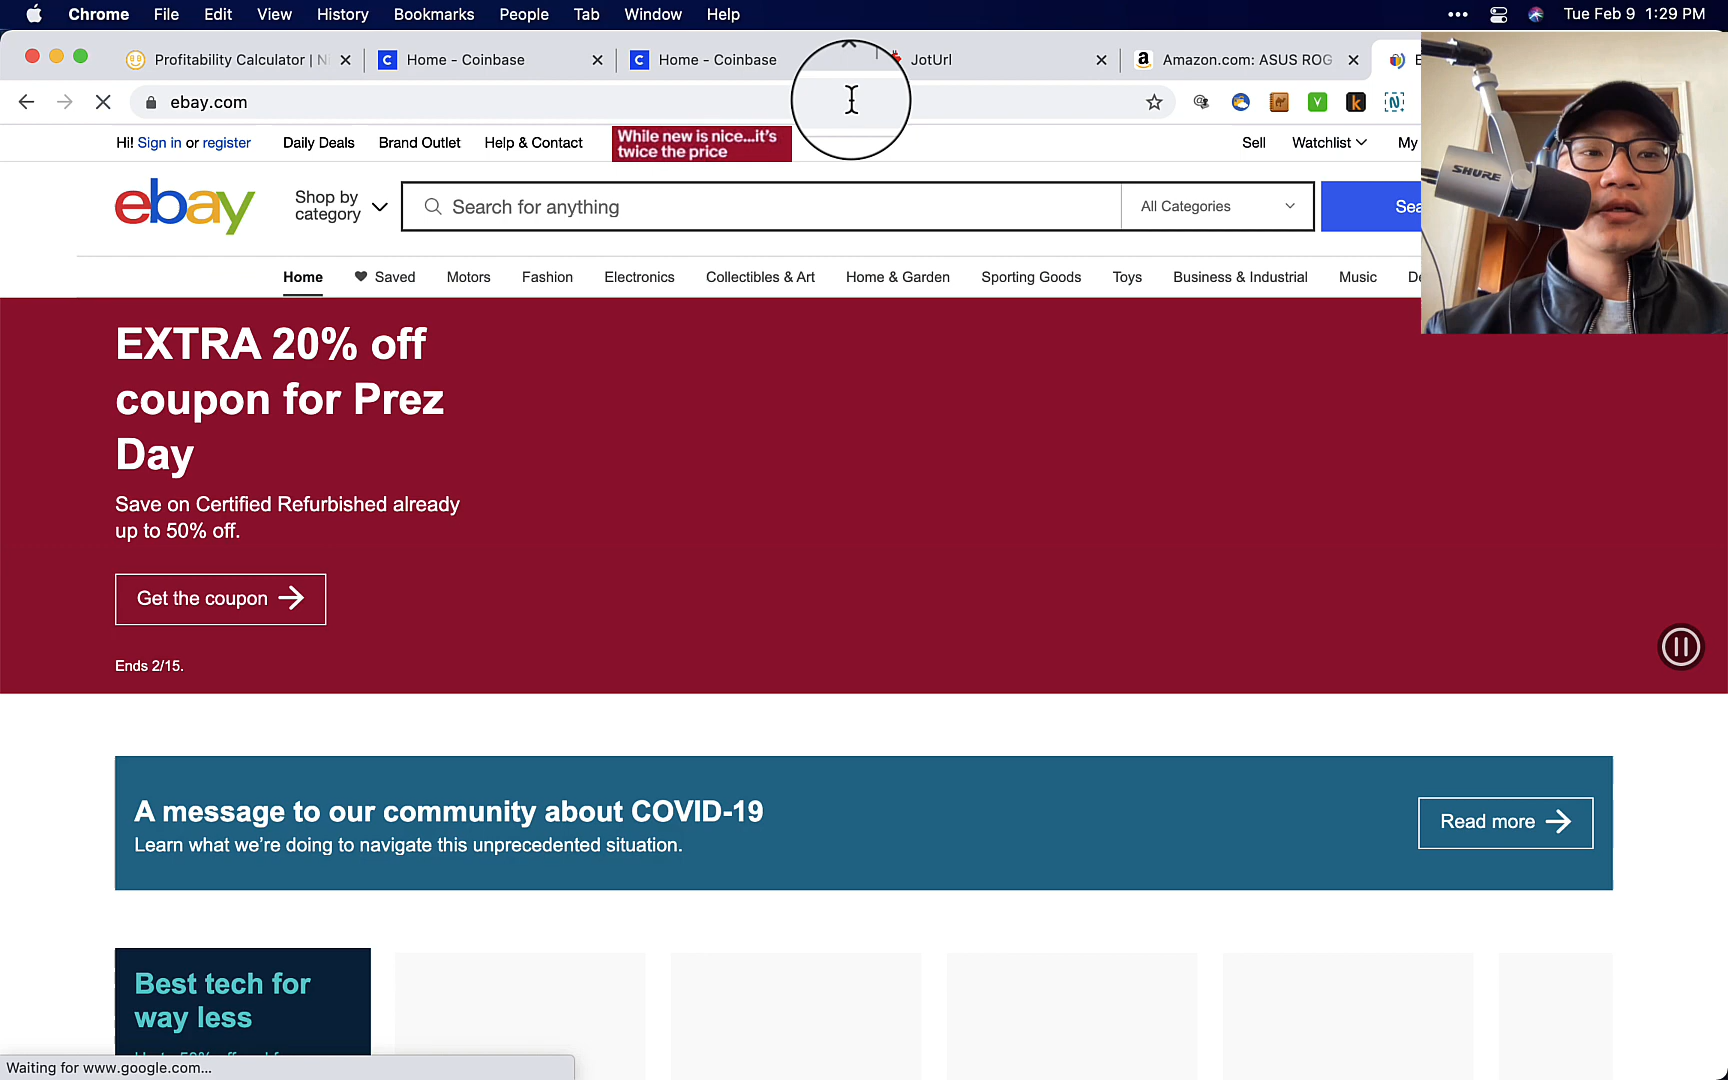 Chrome File Edit View History Bookmarks People Tab Window Help
Tue Feb 9 1:29 PM
Profitability Calculator | Ni
Home - Coinbase
Home - Coinbase
JotUrl
Amazon.com: ASUS ROG
E
ebay.com
Hi! Sign in or register
Daily Deals
Brand Outlet
Help & Contact
While new is nice...it's
twice the price
Sell
Watchlist
My
ebay
Shop by
category
Search for anything
All Categories
Sea
SHURE
Home
Saved
Motors
Fashion
Electronics
Collectibles & Art
Home & Garden
Sporting Goods
Toys
Business & Industrial
Music
De
EXTRA 20% off
coupon for Prez
Day
Save on Certified Refurbished already
up to 50% off.
Get the coupon
Ends 2/15.
A message to our community about COVID-19
Learn what we're doing to navigate this unprecedented situation.
Read more
Best tech for
way less
Waiting for www.google.com...